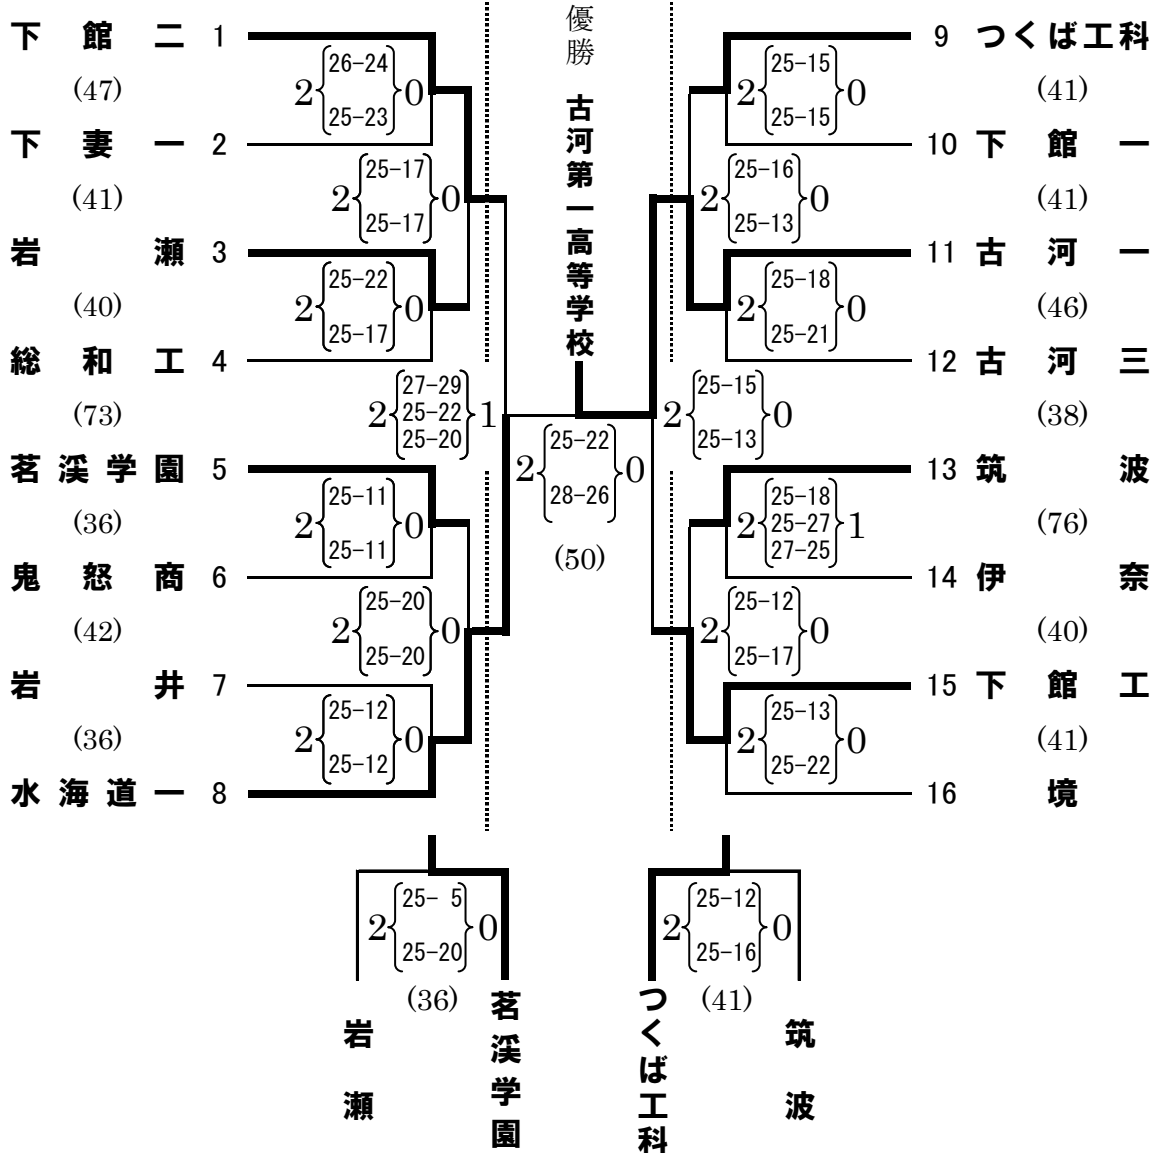 優勝
古河第一高等学校
下館二 1
26-24
2 0
25-23
(47)
下妻一 2
25-17
2 0
25-17
(41)
岩瀬 3
25-22
2 0
25-17
(40)
総和工 4
27-29
2 25-22 1
25-20
(73)
茗渓学園 5
25-11
2 0
25-11
(36)
鬼怒商 6
25-20
2 0
25-20
(42)
岩井 7
25-12
2 0
25-12
(36)
水海道一 8
25-22
2 0
28-26
(50)
9 つくば工科
25-15
2 0
25-15
(41)
10 下館一
25-16
2 0
25-13
(41)
11 古河一
25-18
2 0
25-21
(46)
12 古河三
25-15
2 0
25-13
(38)
13 筑波
25-18
2 25-27 1
27-25
(76)
14 伊奈
25-12
2 0
25-17
(40)
15 下館工
25-13
2 0
25-22
(41)
16 境
25- 5
2 0
25-20
(36)
岩瀬
茗渓学園
25-12
2 0
25-16
(41)
つくば工科
筑波